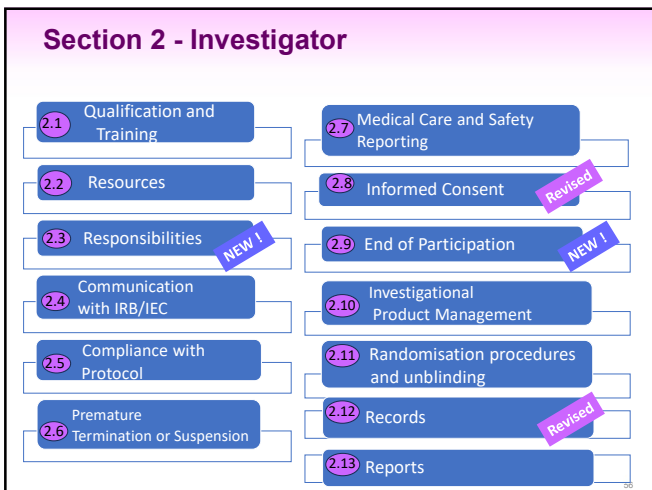 Section 2 - Investigator
2.1 Qualification and
Training
2.2 Resources
2.3 Responsibilities
NEW !
2.4 Communication
with IRB/IEC
2.5 Compliance with
Protocol
2.6 Premature
Termination or Suspension
2.7 Medical Care and Safety
Reporting
2.8 Informed Consent
Revised
2.9 End of Participation
NEW !
2.10 Investigational
Product Management
2.11 Randomisation procedures
and unblinding
2.12 Records
Revised
2.13 Reports
56